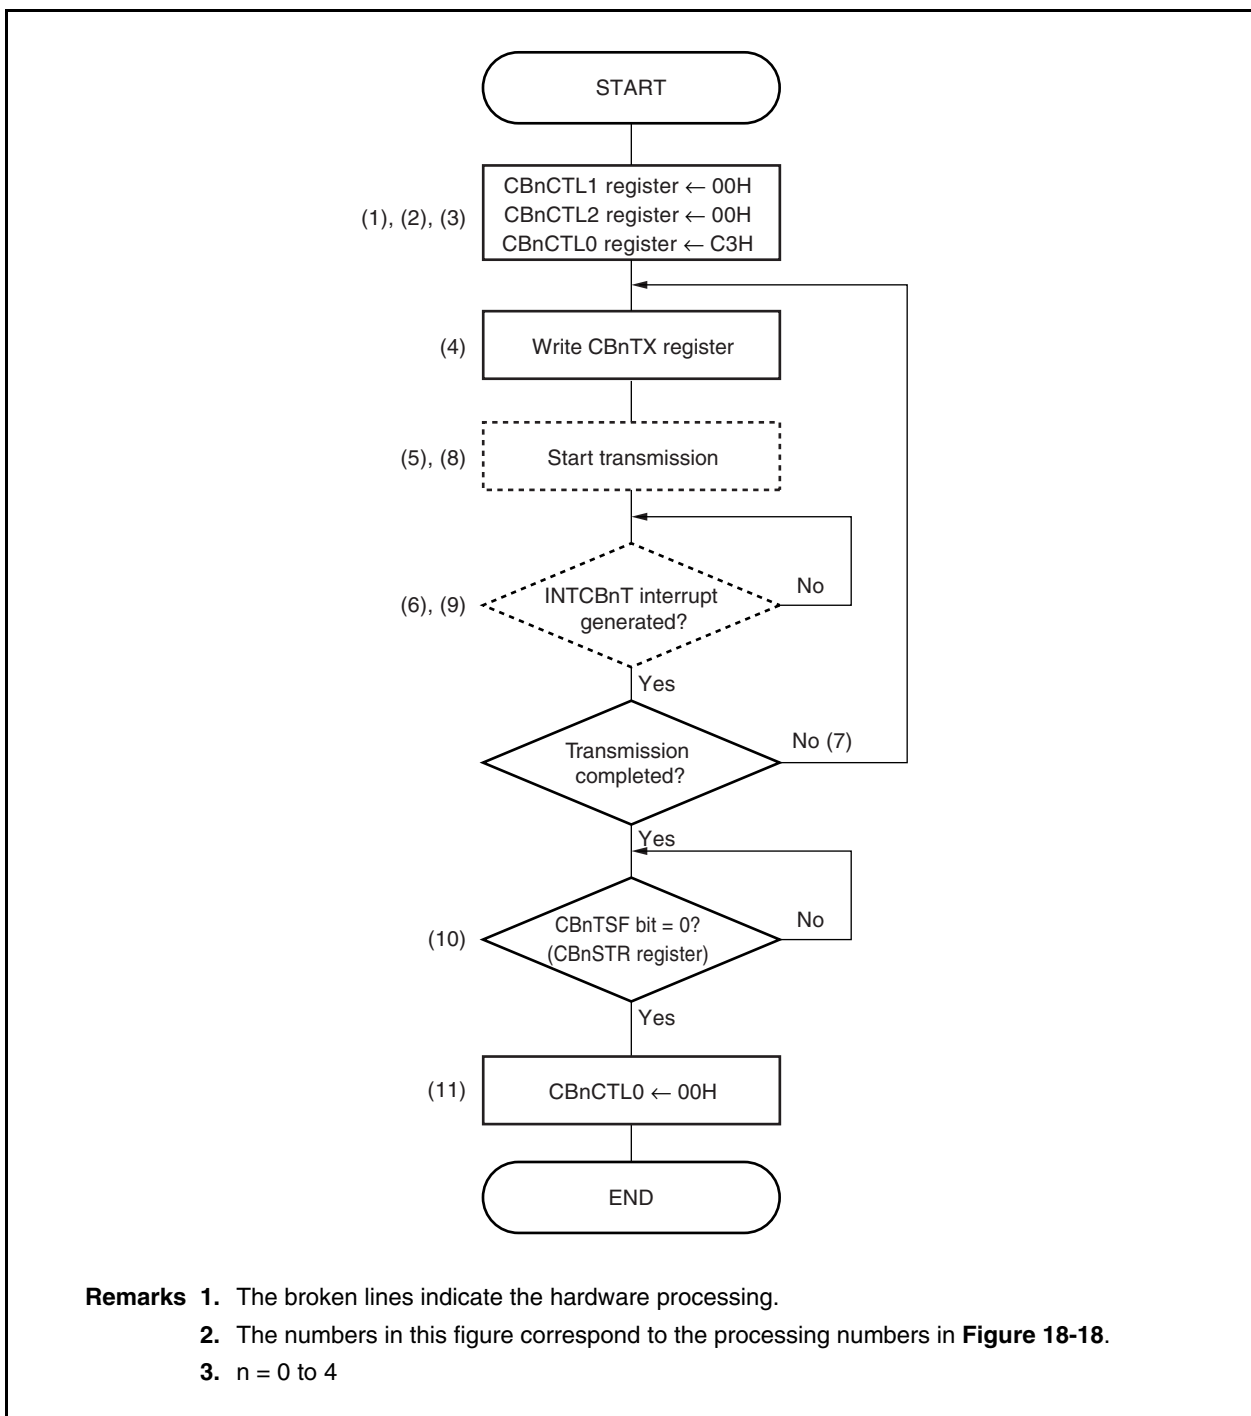 START
(1), (2), (3)
CBnCTL1 register ← 00H
CBnCTL2 register ← 00H
CBnCTL0 register ← C3H
(4)
Write CBnTX register
(5), (8)
Start transmission
(6), (9)
INTCBnT interrupt
generated?
No
Yes
Transmission
completed?
No (7)
Yes
(10)
CBnTSF bit = 0?
(CBnSTR register)
No
Yes
(11)
CBnCTL0 ← 00H
END
Remarks 1. The broken lines indicate the hardware processing.
2. The numbers in this figure correspond to the processing numbers in Figure 18-18.
3. n = 0 to 4